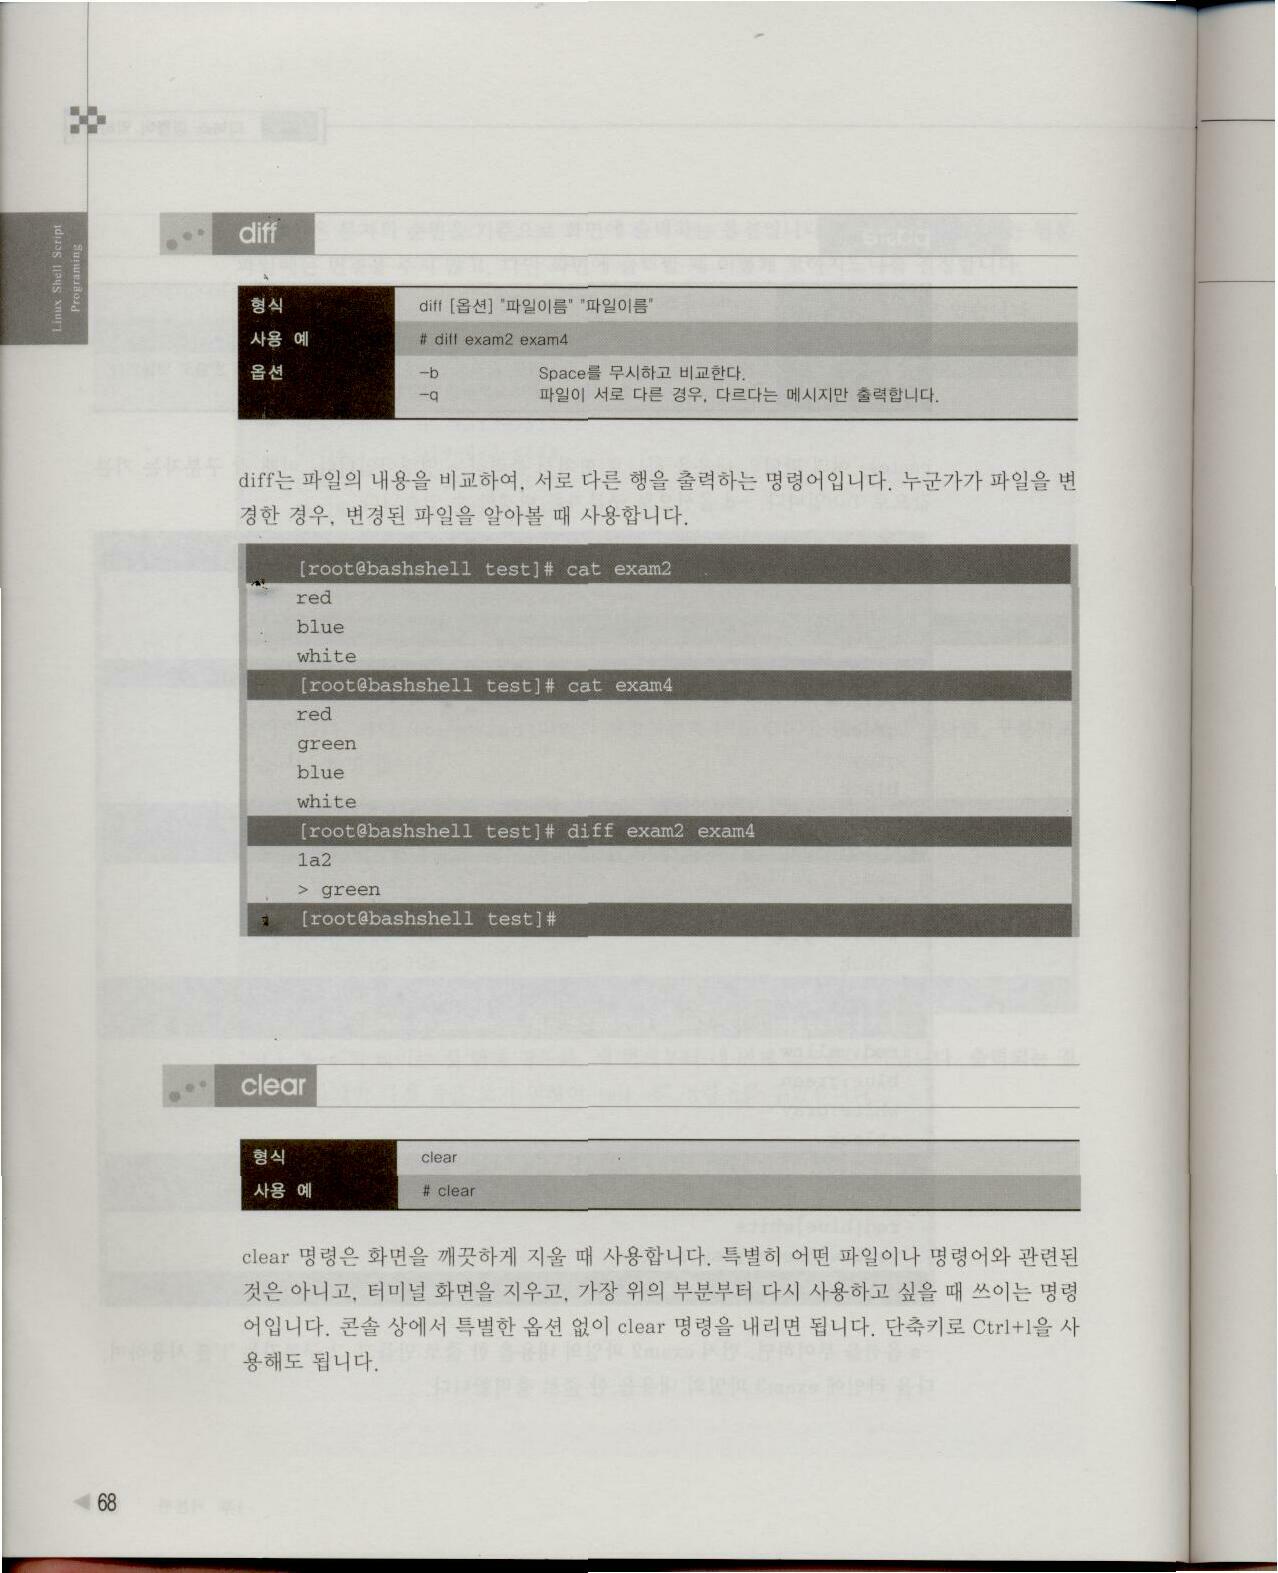 Linux Shell Script
Programing
diff
형식 diff [옵션] "파일이름" "파일이름"
사용 예 # diff exam2 exam4
옵션 -b Space를 무시하고 비교한다.
-q 파일이 서로 다른 경우, 다르다는 메시지만 출력합니다.
diff는 파일의 내용을 비교하여, 서로 다른 행을 출력하는 명령어입니다. 누군가가 파일을 변
경한 경우, 변경된 파일을 알아볼 때 사용합니다.
[root@bashshell test]# cat exam2
red
blue
white
[root@bashshell test]# cat exam4
red
green
blue
white
[root@bashshell test]# diff exam2 exam4
1a2
> green
[root@bashshell test]#
clear
형식 clear
사용 예 # clear
clear 명령은 화면을 깨끗하게 지울 때 사용합니다. 특별히 어떤 파일이나 명령어와 관련된
것은 아니고, 터미널 화면을 지우고, 가장 위의 부분부터 다시 사용하고 싶을 때 쓰이는 명령
어입니다. 콘솔 상에서 특별한 옵션 없이 clear 명령을 내리면 됩니다. 단축키로 Ctrl+l을 사
용해도 됩니다.
68